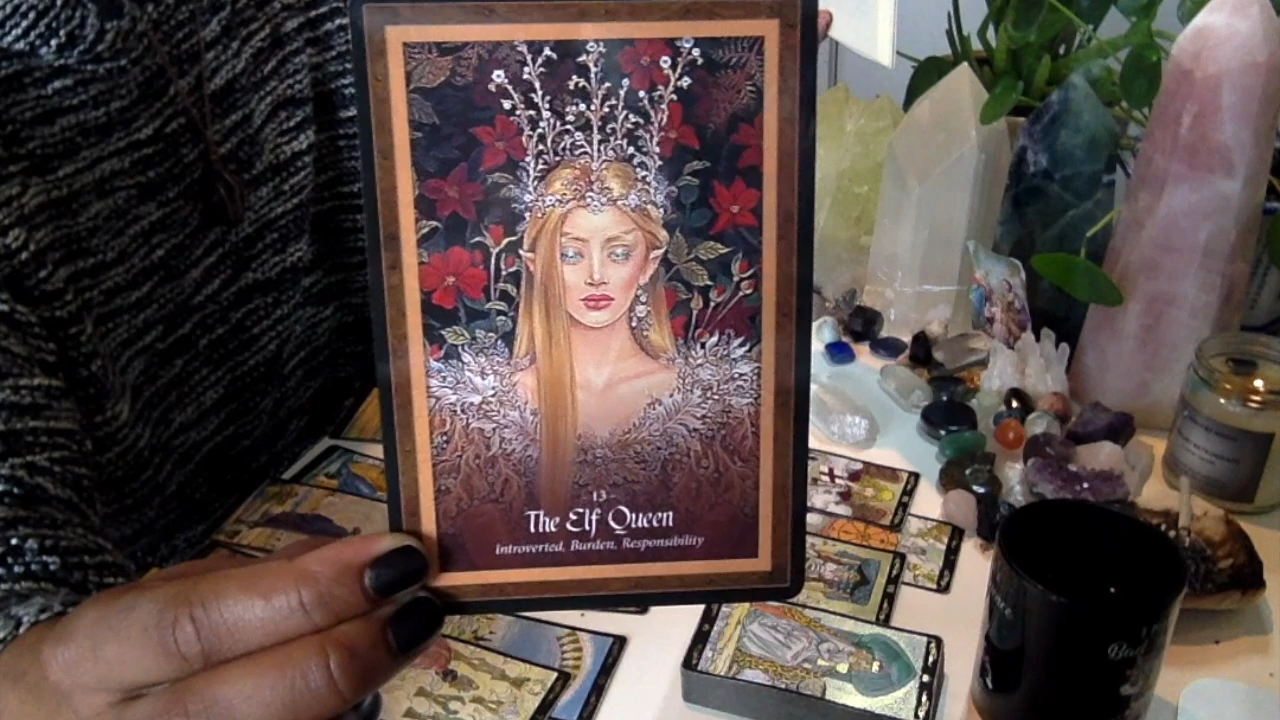 13
The Elf Queen
Introverted, Burden, Responsibility